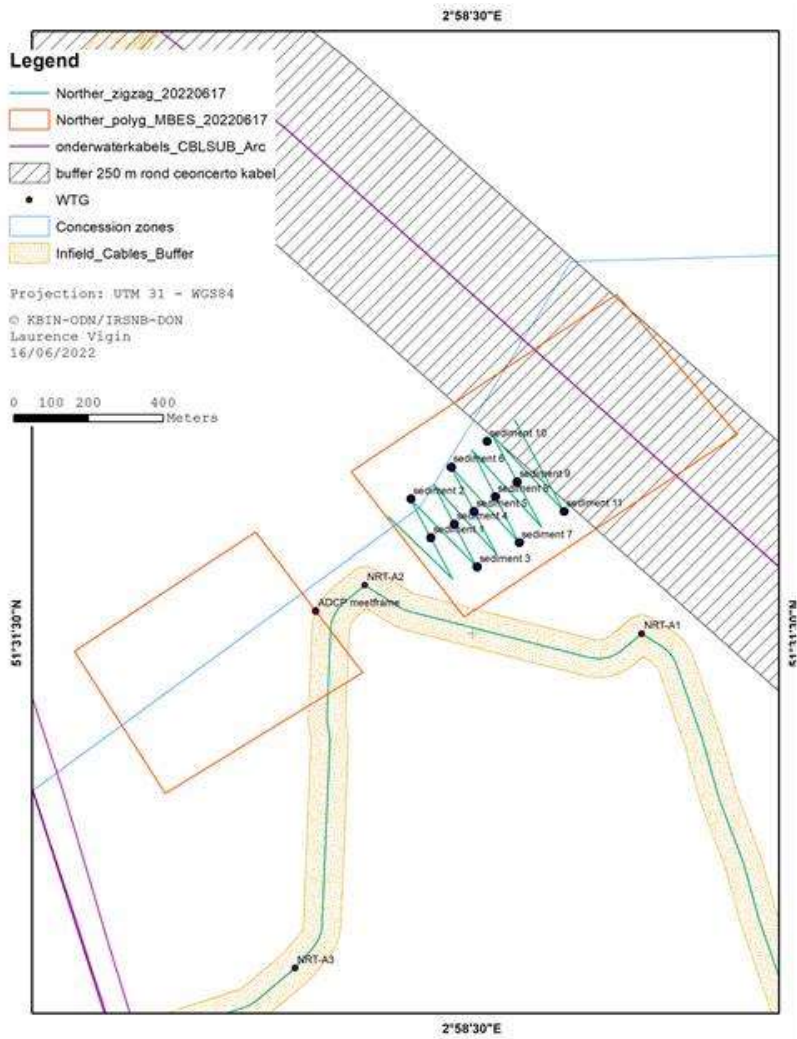 2°58'30"E
Legend
Norther_zigzag_20220617
Norther_polyg_MBES_20220617
onderwaterkabels_CBLSUB_Arc
buffer 250 m rond ceoncerto kabel
WTG
Concession zones
Infield_Cables_Buffer
Projection: UTM 31 - WGS84
© KBIN-ODN/IRSNB-DON
Laurence Vigin
16/06/2022
0 100 200 400
Meters
sediment 10
sediment 6
sediment 9
sediment 8
sediment 2
sediment 5
sediment 11
sediment 4
sediment 1
sediment 7
sediment 3
NRT-A2
ADCP meetframe
NRT-A1
51°31'30"N
51°31'30"N
NRT-A3
2°58'30"E